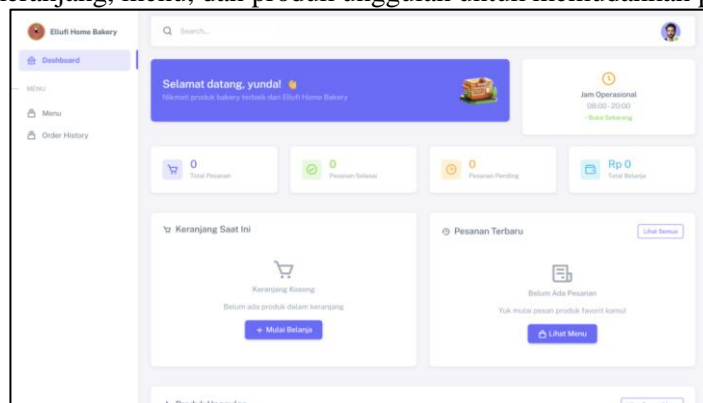 keranjang, menu, dan produk unggulan untuk memudahkan p
Ellufi Home Bakery
Search...
Dashboard
MENU
Menu
Order History
Selamat datang, yunda!
Nikmati produk bakery terbaik dari Ellufi Home Bakery
Jam Operasional
08:00 - 20:00
• Buka Sekarang
0
Total Pesanan
0
Pesanan Selesai
0
Pesanan Pending
Rp 0
Total Belanja
Keranjang Saat Ini
Keranjang Kosong
Belum ada produk dalam keranjang
+ Mulai Belanja
Pesanan Terbaru
Lihat Semua
Belum Ada Pesanan
Yuk mulai pesan produk favorit kamu!
Lihat Menu
Produk Unggulan